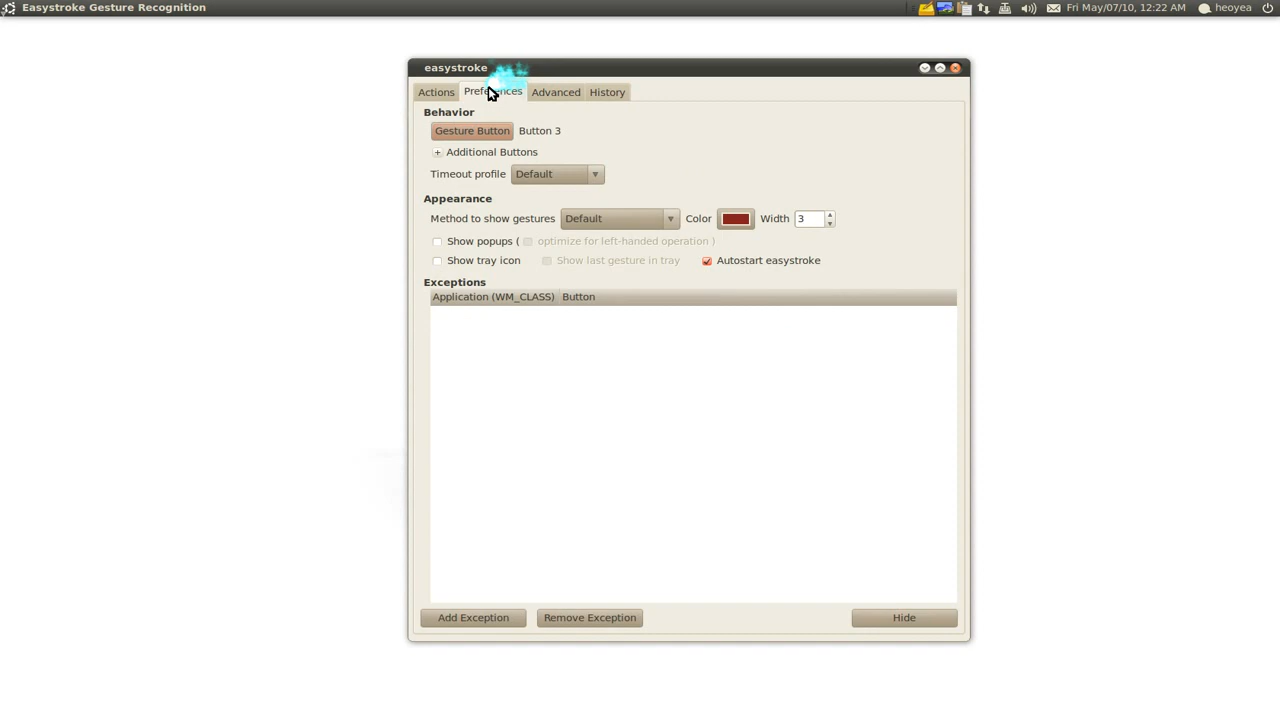 Easystroke Gesture Recognition
Fri May/07/10, 12:22 AM heoyea
easystroke
Actions Preferences Advanced History
Behavior
Gesture Button Button 3
+ Additional Buttons
Timeout profile Default
Appearance
Method to show gestures Default Color Width 3
Show popups ( optimize for left-handed operation )
Show tray icon Show last gesture in tray Autostart easystroke
Exceptions
Application (WM_CLASS) Button
Add Exception Remove Exception Hide